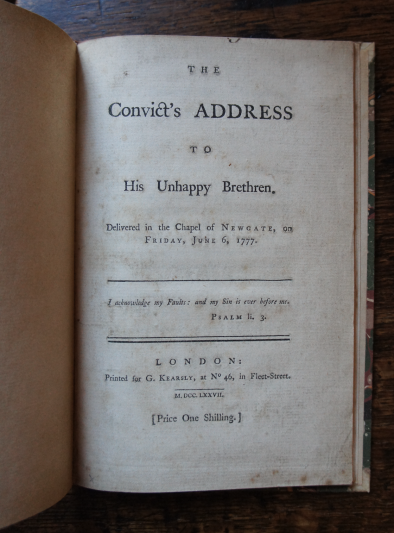 THE
Convict's ADDRESS
TO
His Unhappy Brethren.
Delivered in the Chapel of NEWGATE, on
FRIDAY, June 6, 1777.
I acknowledge my Faults: and my Sin is ever before me.
PSALM li. 3.
LONDON:
Printed for G. KEARSLY, at No 46, in Fleet-Street.
M.DCC.LXXVII.
[Price One Shilling.]